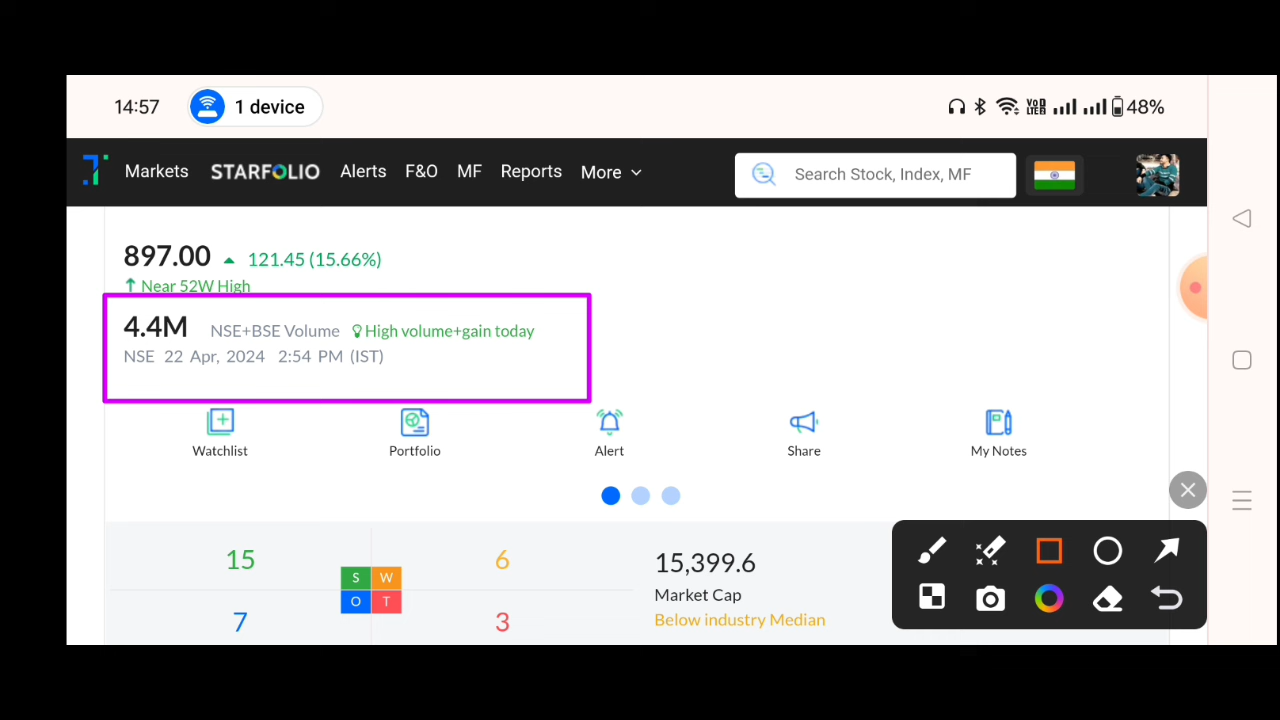 14:57 1 device VoD LTE 48%
Markets STARFOLIO Alerts F&O MF Reports More Search Stock, Index, MF
897.00 121.45 (15.66%)
Near 52W High
4.4M NSE+BSE Volume High volume+gain today
NSE 22 Apr, 2024 2:54 PM (IST)
Watchlist Portfolio Alert Share My Notes
15 6 15,399.6
S W
O T
Market Cap
7 3 Below industry Median